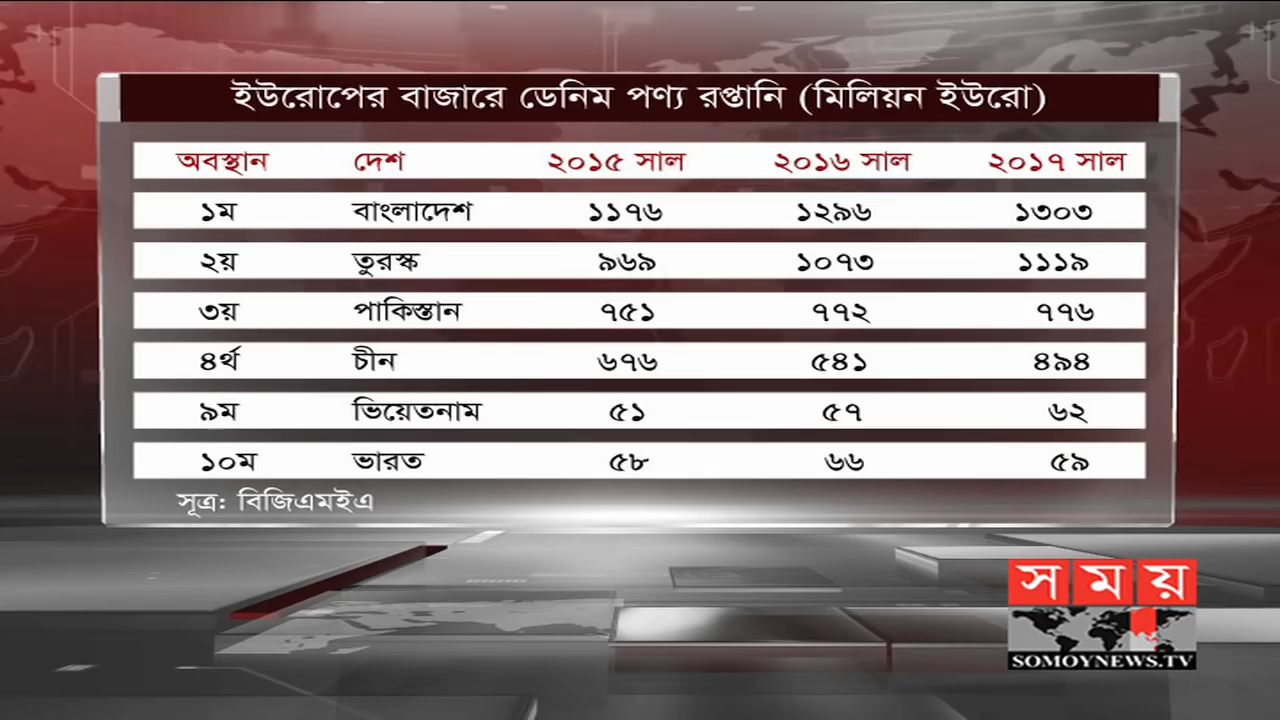 ইউরোপের বাজারে ডেনিম পণ্য রপ্তানি (মিলিয়ন ইউরো)
অবস্থান দেশ ২০১৫ সাল ২০১৬ সাল ২০১৭ সাল
১ম বাংলাদেশ ১১৭৬ ১২৯৬ ১৩০৩
২য় তুরস্ক ৯৬৯ ১০৭৩ ১১১৯
৩য় পাকিস্তান ৭৫১ ৭৭২ ৭৭৬
৪র্থ চীন ৬৭৬ ৫৪১ ৪৯৪
৯ম ভিয়েতনাম ৫১ ৫৭ ৬২
১০ম ভারত ৫৮ ৬৬ ৫৯
সূত্র: বিজিএমইএ
সময়
SOMOYNEWS.TV